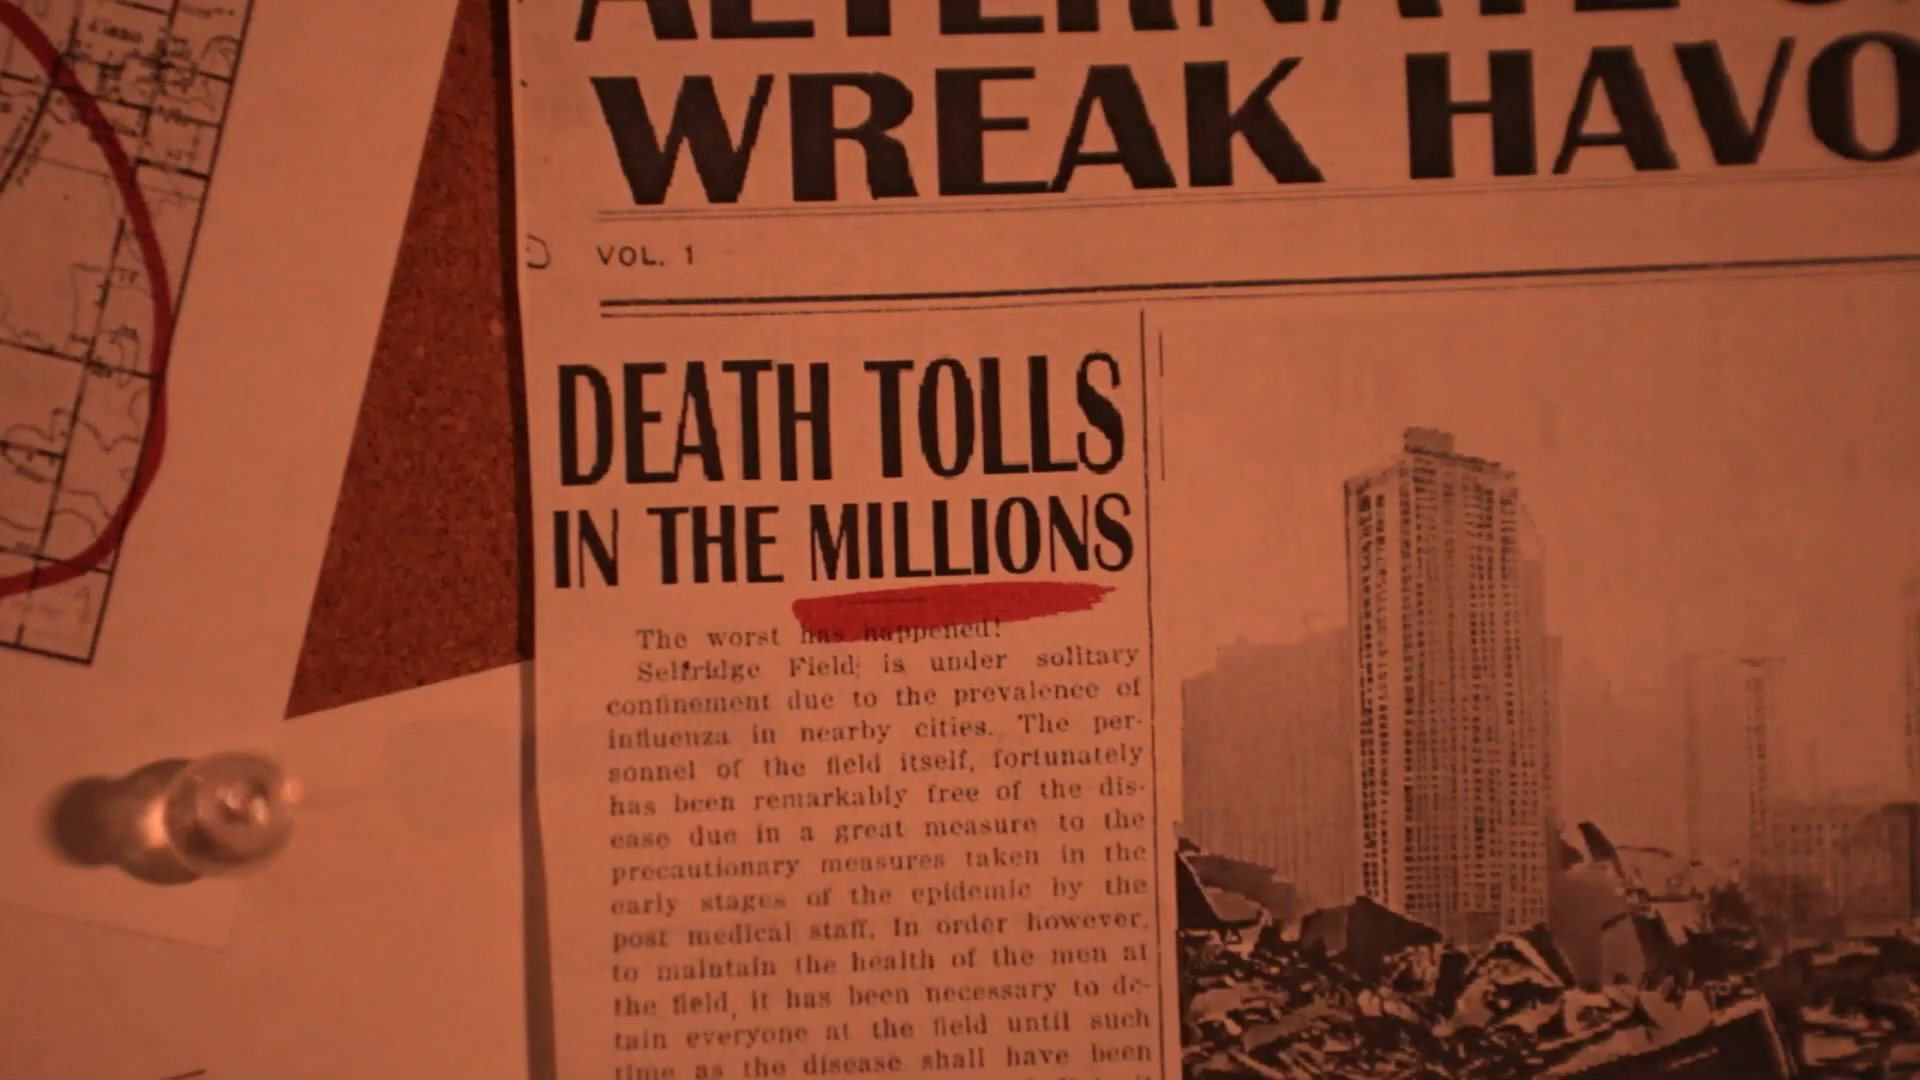 ALTERNATE
WREAK HAVO
VOL. 1
DEATH TOLLS
IN THE MILLIONS
The worst has happened!
Selfridge Field is under solitary
confinement due to the prevalence of
influenza in nearby cities. The per-
sonnel of the field itself, fortunately
has been remarkably free of the dis-
ease due in a great measure to the
precautionary measures taken in the
early stages of the epidemic by the
post medical staff. In order however,
to maintain the health of the men at
the field, it has been necessary to de-
tain everyone at the field until such
time as the disease shall have been